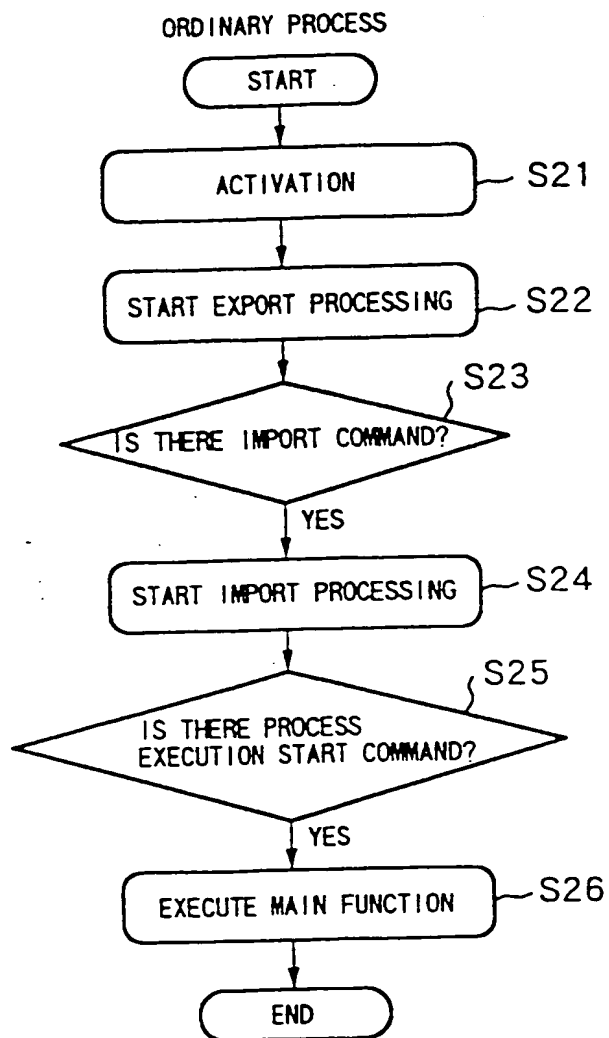 ORDINARY PROCESS
START
ACTIVATION
S21
START EXPORT PROCESSING
S22
S23
IS THERE IMPORT COMMAND?
YES
START IMPORT PROCESSING
S24
S25
IS THERE PROCESS
EXECUTION START COMMAND?
YES
EXECUTE MAIN FUNCTION
S26
END